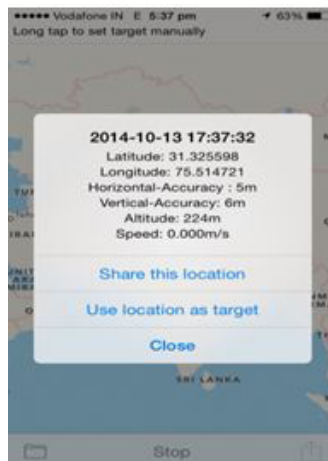 Vodafone IN E 5:37 pm 63%
Long tap to set target manually
2014-10-13 17:37:32
Latitude: 31.325598
Longitude: 75.514721
Horizontal-Accuracy : 5m
Vertical-Accuracy: 6m
Altitude: 224m
Speed: 0.000m/s
Share this location
Use location as target
Close
SRI LANKA
Stop